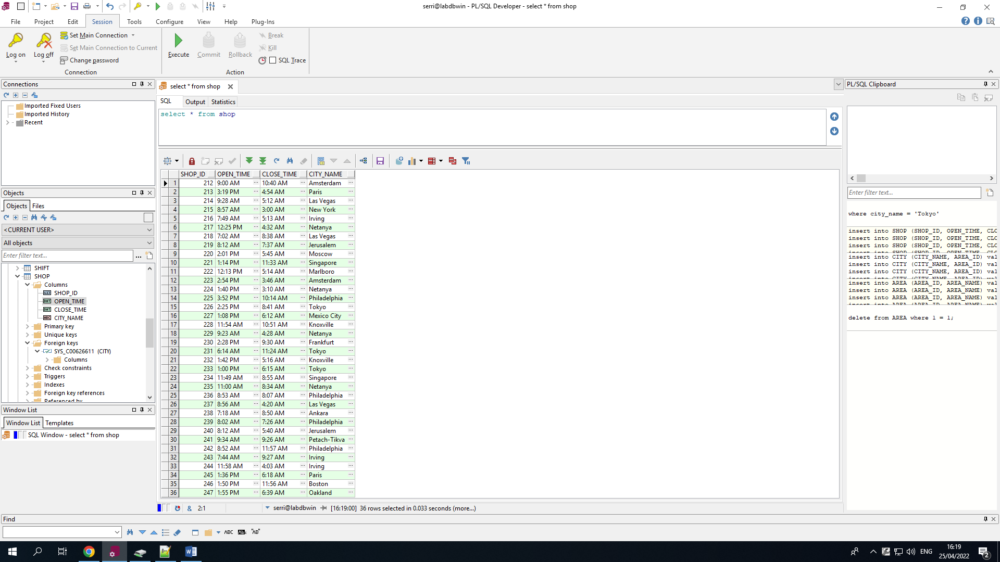 serri@labdbwin - PL/SQL Developer - select * from shop
File Project Edit Session Tools Configure View Help Plug-Ins
Log on
Log off
Set Main Connection
Set Main Connection to Current
Change password
Connection
Execute
Commit
Rollback
Break
Kill
SQL Trace
Action
Connections
Imported Fixed Users
Imported History
Recent
Objects
Objects Files
<CURRENT USER>
All objects
Enter filter text...
SHIFT
SHOP
Columns
SHOP_ID
OPEN_TIME
CLOSE_TIME
CITY_NAME
Primary key
Unique keys
Foreign keys
SYS_C00626611 (CITY)
Columns
Check constraints
Triggers
Indexes
Foreign key references
Referenced by
Window List
Window List Templates
SQL Window - select * from shop
select * from shop
SQL Output Statistics
select * from shop
SHOP_ID OPEN_TIME CLOSE_TIME CITY_NAME
1 212 9:00 AM 10:40 AM Amsterdam
2 213 3:19 PM 4:54 AM Paris
3 214 9:28 AM 5:12 AM Las Vegas
4 215 8:57 AM 3:00 AM New York
5 216 7:49 AM 5:13 AM Irving
6 217 12:25 PM 4:32 AM Netanya
7 218 7:02 AM 8:38 AM Las Vegas
8 219 8:12 AM 7:37 AM Jerusalem
9 220 2:01 PM 5:45 AM Moscow
10 221 1:14 PM 11:33 AM Singapore
11 222 12:13 PM 5:14 AM Marlboro
12 223 2:54 PM 3:46 AM Amsterdam
13 224 1:40 PM 3:10 AM Netanya
14 225 3:52 PM 10:14 AM Philadelphia
15 226 2:25 PM 8:41 AM Tokyo
16 227 1:08 PM 6:12 AM Mexico City
17 228 11:54 AM 10:51 AM Knoxville
18 229 9:23 AM 4:28 AM Netanya
19 230 2:28 PM 9:30 AM Frankfurt
20 231 6:14 AM 11:24 AM Tokyo
21 232 1:42 PM 5:16 AM Knoxville
22 233 1:00 PM 6:15 AM Tokyo
23 234 11:49 AM 8:55 AM Singapore
24 235 11:00 AM 8:34 AM Netanya
25 236 8:53 AM 8:07 AM Philadelphia
26 237 8:56 AM 4:20 AM Las Vegas
27 238 7:18 AM 8:50 AM Ankara
28 239 8:02 AM 7:26 AM Philadelphia
29 240 8:12 AM 5:40 AM Jerusalem
30 241 9:34 AM 9:26 AM Petach-Tikva
31 242 8:52 AM 11:57 AM Philadelphia
32 243 7:44 AM 9:27 AM Irving
33 244 11:58 AM 4:03 AM Irving
34 245 1:36 PM 6:18 AM Paris
35 246 1:50 PM 11:56 AM Boston
36 247 1:55 PM 6:39 AM Oakland
& 2:1 serri@labdbwin [16:19:00] 36 rows selected in 0.033 seconds (more...)
PL/SQL Clipboard
Enter filter text...
where city_name = 'Tokyo'
insert into SHOP (SHOP_ID, OPEN_TIME, CLO
insert into SHOP (SHOP_ID, OPEN_TIME, CLO
insert into SHOP (SHOP_ID, OPEN_TIME, CLO
insert into SHOP (SHOP_ID, OPEN_TIME, CLO
insert into CITY (CITY_NAME, AREA_ID) val
insert into CITY (CITY_NAME, AREA_ID) val
insert into CITY (CITY_NAME, AREA_ID) val
insert into CITY (CITY_NAME, AREA_ID) val
insert into AREA (AREA_ID, AREA_NAME) val
insert into AREA (AREA_ID, AREA_NAME) val
insert into AREA (AREA_ID, AREA_NAME) val
insert into AREA (AREA_ID, AREA_NAME) val
delete from AREA where 1 = 1;
Find
ABC ABc "AB"
ENG
16:19
25/04/2022
2